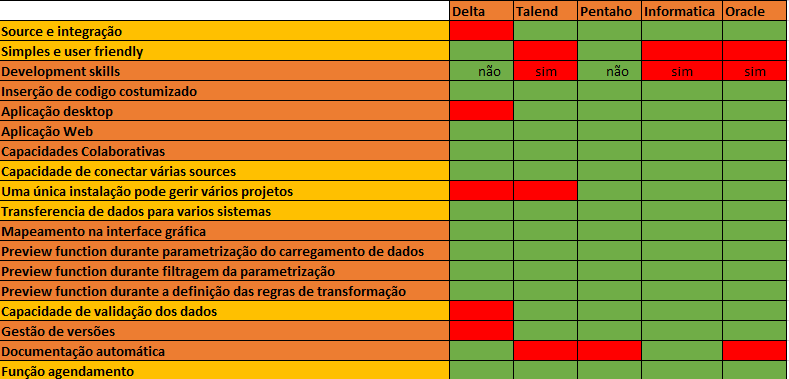 Delta Talend Pentaho Informatica Oracle
Source e integração
Simples e user friendly
Development skills não sim não sim sim
Inserção de codigo costumizado
Aplicação desktop
Aplicação Web
Capacidades Colaborativas
Capacidade de conectar várias sources
Uma única instalação pode gerir vários projetos
Transferencia de dados para varios sistemas
Mapeamento na interface gráfica
Preview function durante parametrização do carregamento de dados
Preview function durante filtragem da parametrização
Preview function durante a definição das regras de transformação
Capacidade de validação dos dados
Gestão de versões
Documentação automática
Função agendamento